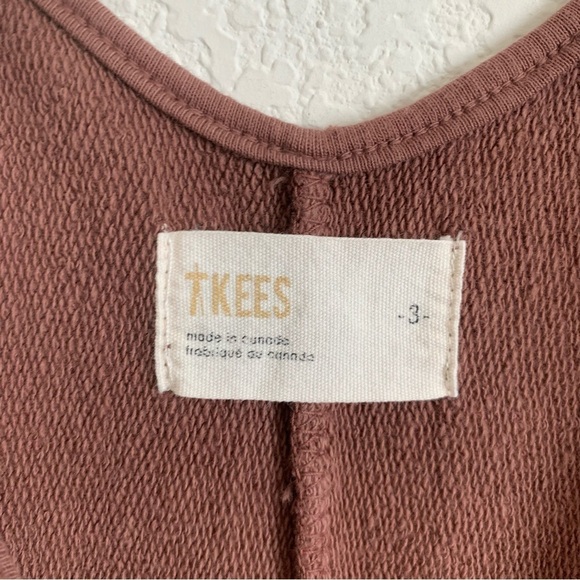 TKEES
-3-
made in canada
fabriqué au canada